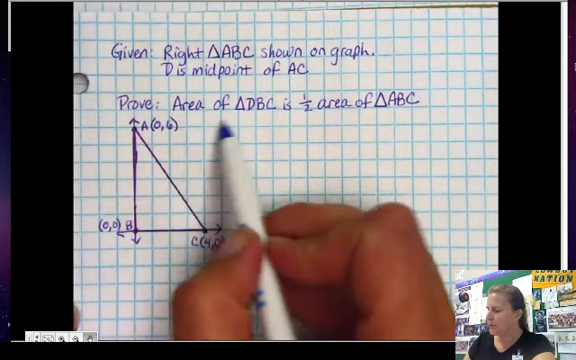 Given: Right △ABC shown on graph.
D is midpoint of AC
Prove: Area of △DBC is ½ area of △ABC
A (0,6)
(0,0) B
C (4,0)
NATION